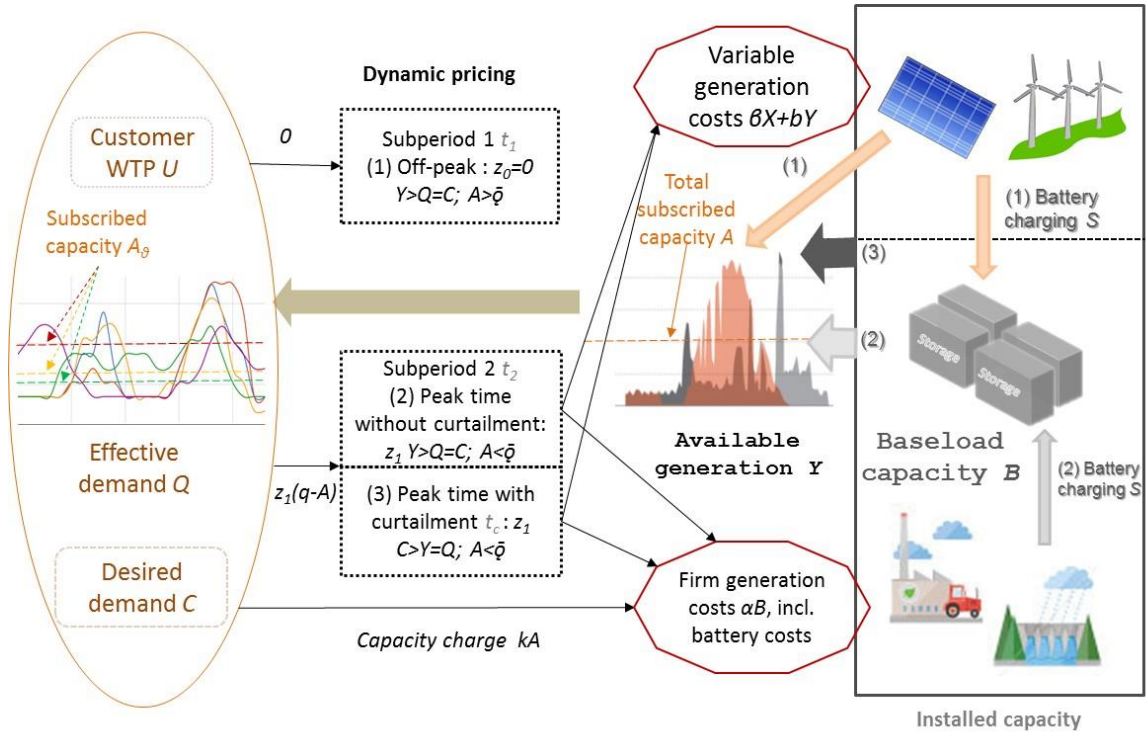 Customer
WTP U
Subscribed
capacity Aϑ
Effective
demand Q
Desired
demand C
0
z₁(q-A)
Capacity charge kA
Dynamic pricing
Subperiod 1 t₁
(1) Off-peak : z₀=0
Y>Q=C; A>Q̄
Subperiod 2 t₂
(2) Peak time
without curtailment:
z₁ Y>Q=C; A<Q̄
(3) Peak time with
curtailment t꜀ : z₁
C>Y=Q; A<Q̄
Variable
generation
costs βX+bY
Total
subscribed
capacity A
(1)
(3)
(2)
Available
generation Y
Firm generation
costs αB, incl.
battery costs
(1) Battery
charging S
Storage
Storage
Baseload
capacity B
(2) Battery
charging S
Installed capacity